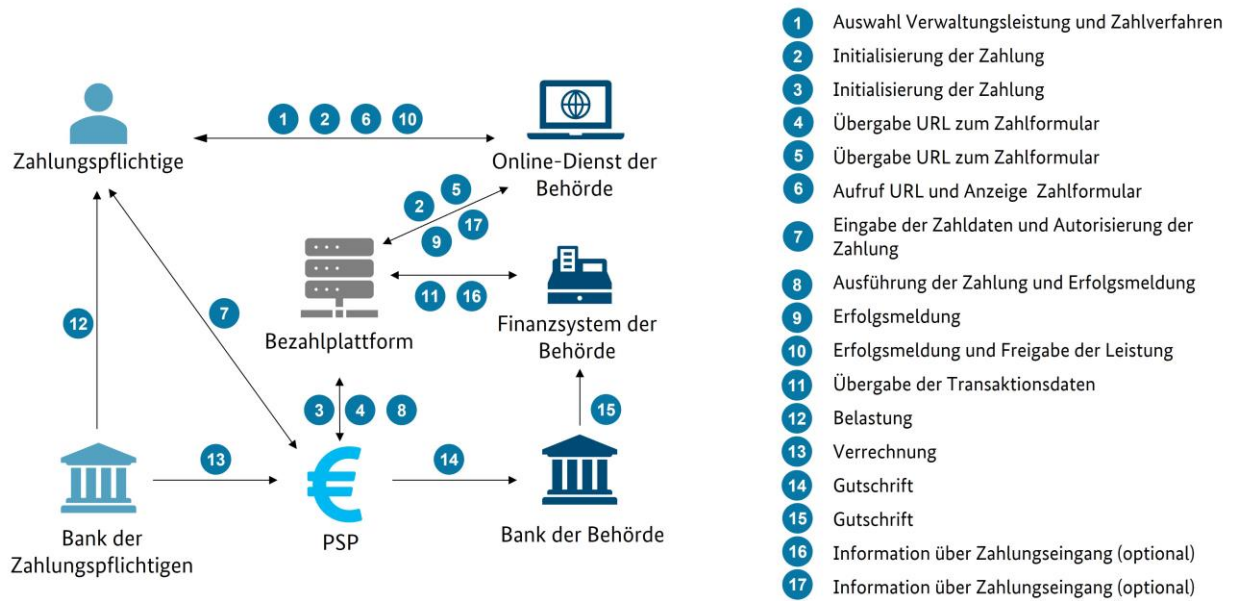 1 2 6 10
Zahlungspflichtige
Online-Dienst der
Behörde
2 5
9 17
Bezahlplattform
11 16
Finanzsystem der
Behörde
12
7
3 4 8
15
13
14
Bank der
Zahlungspflichtigen
PSP
Bank der Behörde
1 Auswahl Verwaltungsleistung und Zahlverfahren
2 Initialisierung der Zahlung
3 Initialisierung der Zahlung
4 Übergabe URL zum Zahlformular
5 Übergabe URL zum Zahlformular
6 Aufruf URL und Anzeige Zahlformular
7 Eingabe der Zahldaten und Autorisierung der
Zahlung
8 Ausführung der Zahlung und Erfolgsmeldung
9 Erfolgsmeldung
10 Erfolgsmeldung und Freigabe der Leistung
11 Übergabe der Transaktionsdaten
12 Belastung
13 Verrechnung
14 Gutschrift
15 Gutschrift
16 Information über Zahlungseingang (optional)
17 Information über Zahlungseingang (optional)